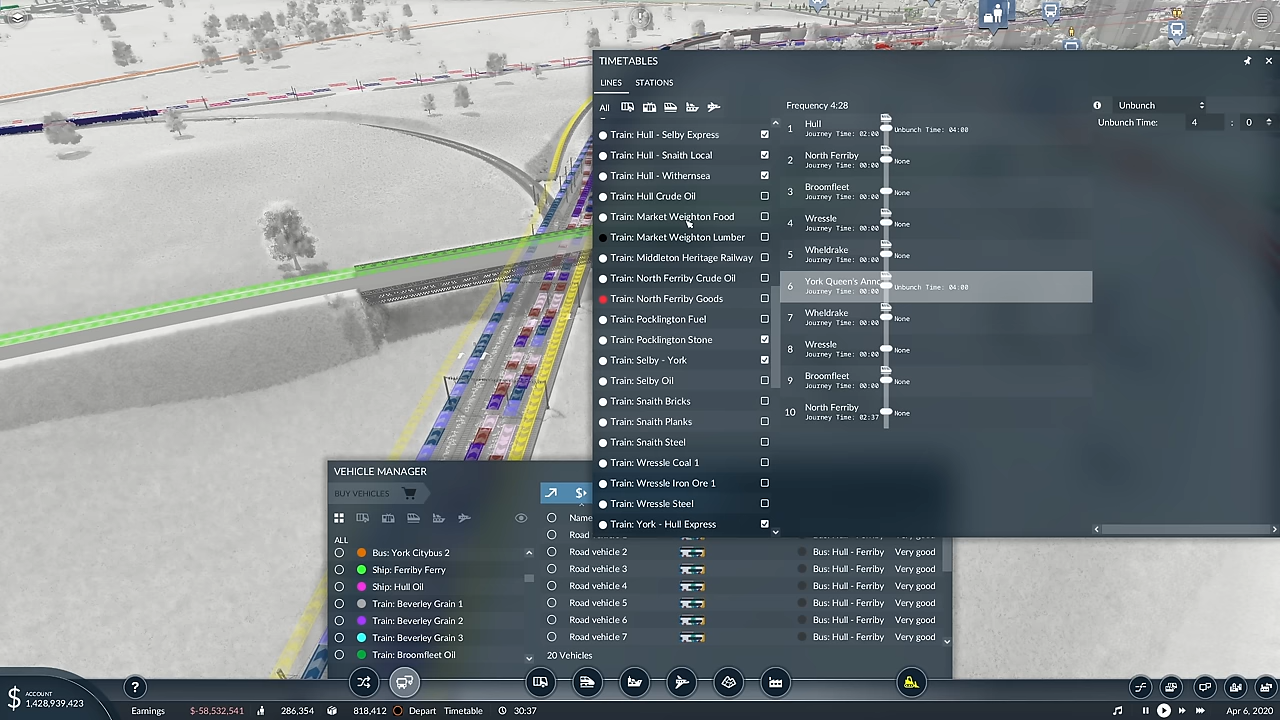 TIMETABLES
LINES STATIONS
All
Train: Hull - Selby Express
Train: Hull - Snaith Local
Train: Hull - Withernsea
Train: Hull Crude Oil
Train: Market Weighton Food
Train: Market Weighton Lumber
Train: Middleton Heritage Railway
Train: North Ferriby Crude Oil
Train: North Ferriby Goods
Train: Pocklington Fuel
Train: Pocklington Stone
Train: Selby - York
Train: Selby Oil
Train: Snaith Bricks
Train: Snaith Planks
Train: Snaith Steel
Train: Wressle Coal 1
Train: Wressle Iron Ore 1
Train: Wressle Steel
Train: York - Hull Express
Frequency 4:28
1 Hull
Journey Time: 02:00 Unbunch Time: 04:00
2 North Ferriby
Journey Time: 00:00 None
3 Broomfleet
Journey Time: 00:00 None
4 Wressle
Journey Time: 00:00 None
5 Wheldrake
Journey Time: 00:00 None
6 York Queen's Anne
Journey Time: 00:00 Unbunch Time: 04:00
7 Wheldrake
Journey Time: 00:00 None
8 Wressle
Journey Time: 00:00 None
9 Broomfleet
Journey Time: 00:00 None
10 North Ferriby
Journey Time: 02:37 None
Unbunch
Unbunch Time: 4 : 0
VEHICLE MANAGER
BUY VEHICLES
ALL
Bus: York Citybus 2
Ship: Ferriby Ferry
Ship: Hull Oil
Train: Beverley Grain 1
Train: Beverley Grain 2
Train: Beverley Grain 3
Train: Broomfleet Oil
Name
Road vehicle 2 Bus: Hull - Ferriby Very good
Road vehicle 3 Bus: Hull - Ferriby Very good
Road vehicle 4 Bus: Hull - Ferriby Very good
Road vehicle 5 Bus: Hull - Ferriby Very good
Road vehicle 6 Bus: Hull - Ferriby Very good
Road vehicle 7 Bus: Hull - Ferriby Very good
20 Vehicles
$ ACCOUNT
1,428,939,423
?
Earnings $-58,532,541 286,354 818,412 Depart Timetable 30:37
Apr 6, 2020